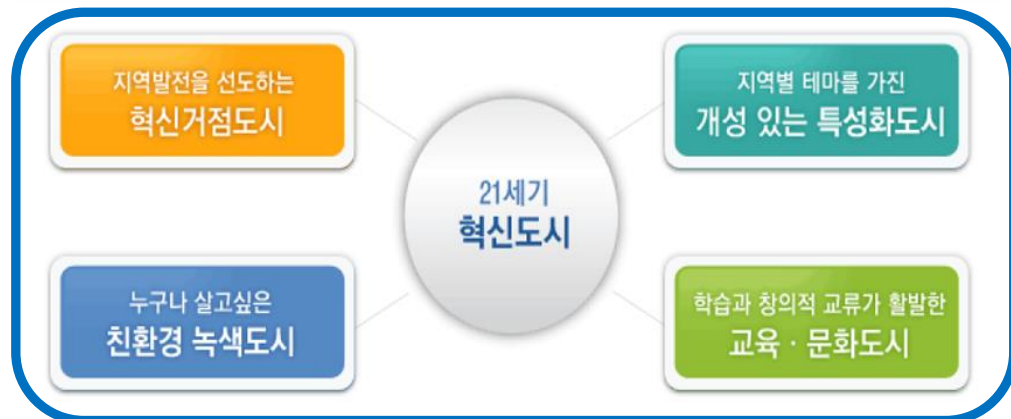 지역발전을 선도하는
혁신거점도시
지역별 테마를 가진
개성 있는 특성화도시
21세기
혁신도시
누구나 살고싶은
친환경 녹색도시
학습과 창의적 교류가 활발한
교육 · 문화도시